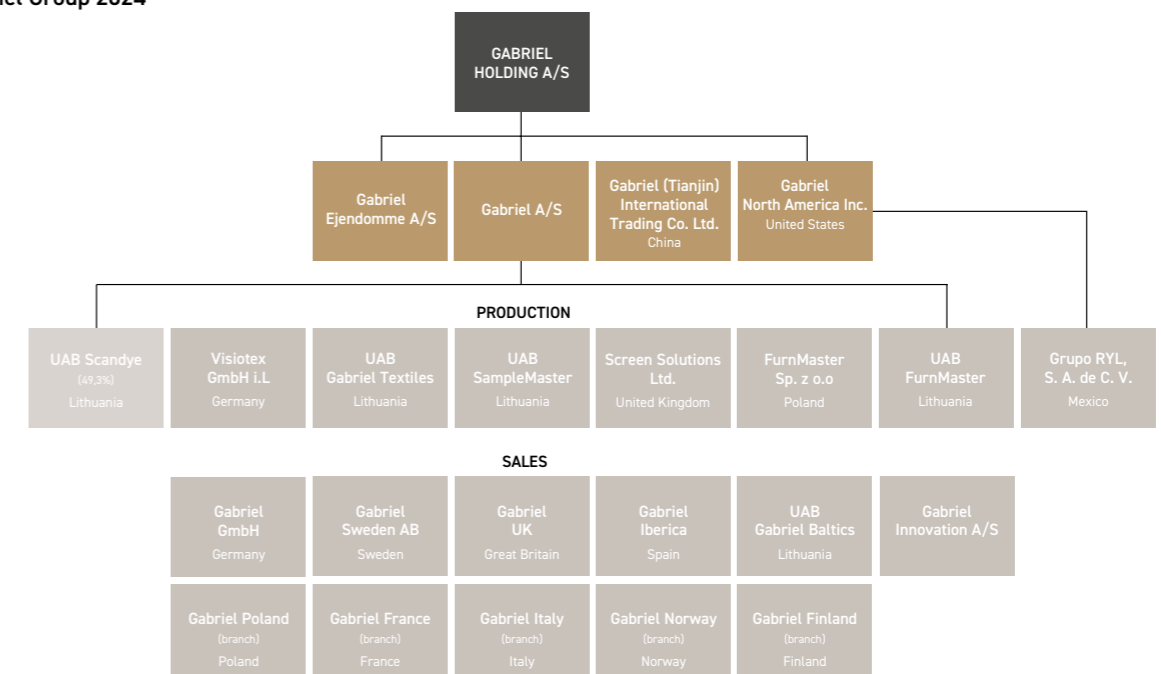 Group 2024
GABRIEL
HOLDING A/S
Gabriel
Ejendomme A/S
Gabriel A/S
Gabriel (Tianjin)
International
Trading Co. Ltd.
China
Gabriel
North America Inc.
United States
PRODUCTION
UAB Scandye
(49,3%)
Lithuania
Visiotex
GmbH i.L
Germany
UAB
Gabriel Textiles
Lithuania
UAB
SampleMaster
Lithuania
Screen Solutions
Ltd.
United Kingdom
FurnMaster
Sp. z o.o
Poland
UAB
FurnMaster
Lithuania
Grupo RYL,
S. A. de C. V.
Mexico
SALES
Gabriel
GmbH
Germany
Gabriel
Sweden AB
Sweden
Gabriel
UK
Great Britain
Gabriel
Iberica
Spain
UAB
Gabriel Baltics
Lithuania
Gabriel
Innovation A/S
Gabriel Poland
(branch)
Poland
Gabriel France
(branch)
France
Gabriel Italy
(branch)
Italy
Gabriel Norway
(branch)
Norway
Gabriel Finland
(branch)
Finland